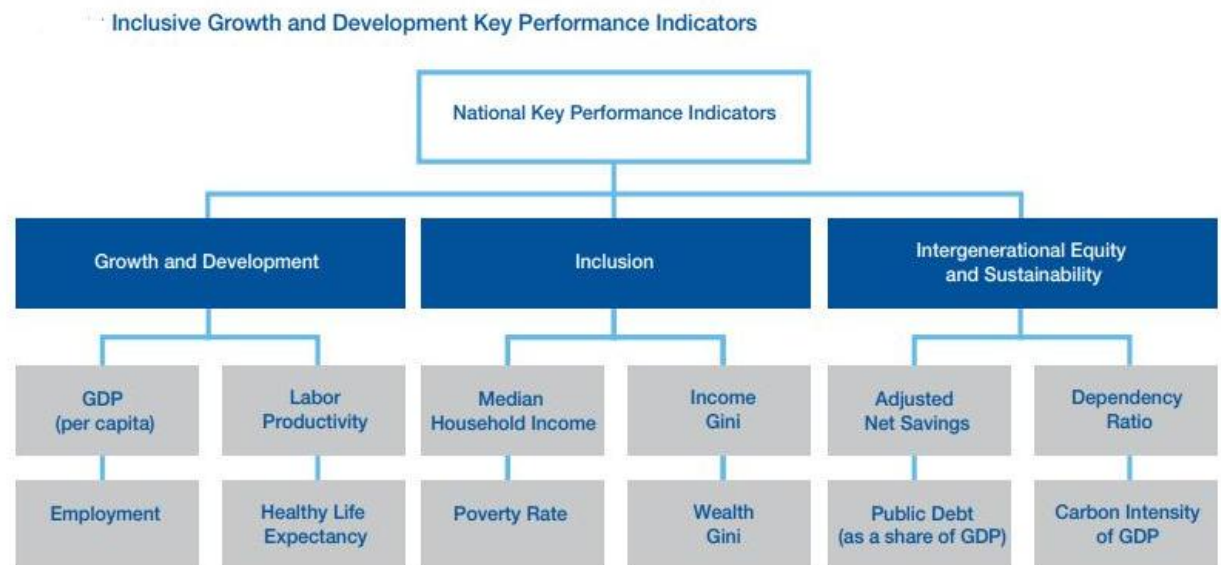 Inclusive Growth and Development Key Performance Indicators
National Key Performance Indicators
Growth and Development
Inclusion
Intergenerational Equity
and Sustainability
GDP
(per capita)
Labor
Productivity
Median
Household Income
Income
Gini
Adjusted
Net Savings
Dependency
Ratio
Employment
Healthy Life
Expectancy
Poverty Rate
Wealth
Gini
Public Debt
(as a share of GDP)
Carbon Intensity
of GDP